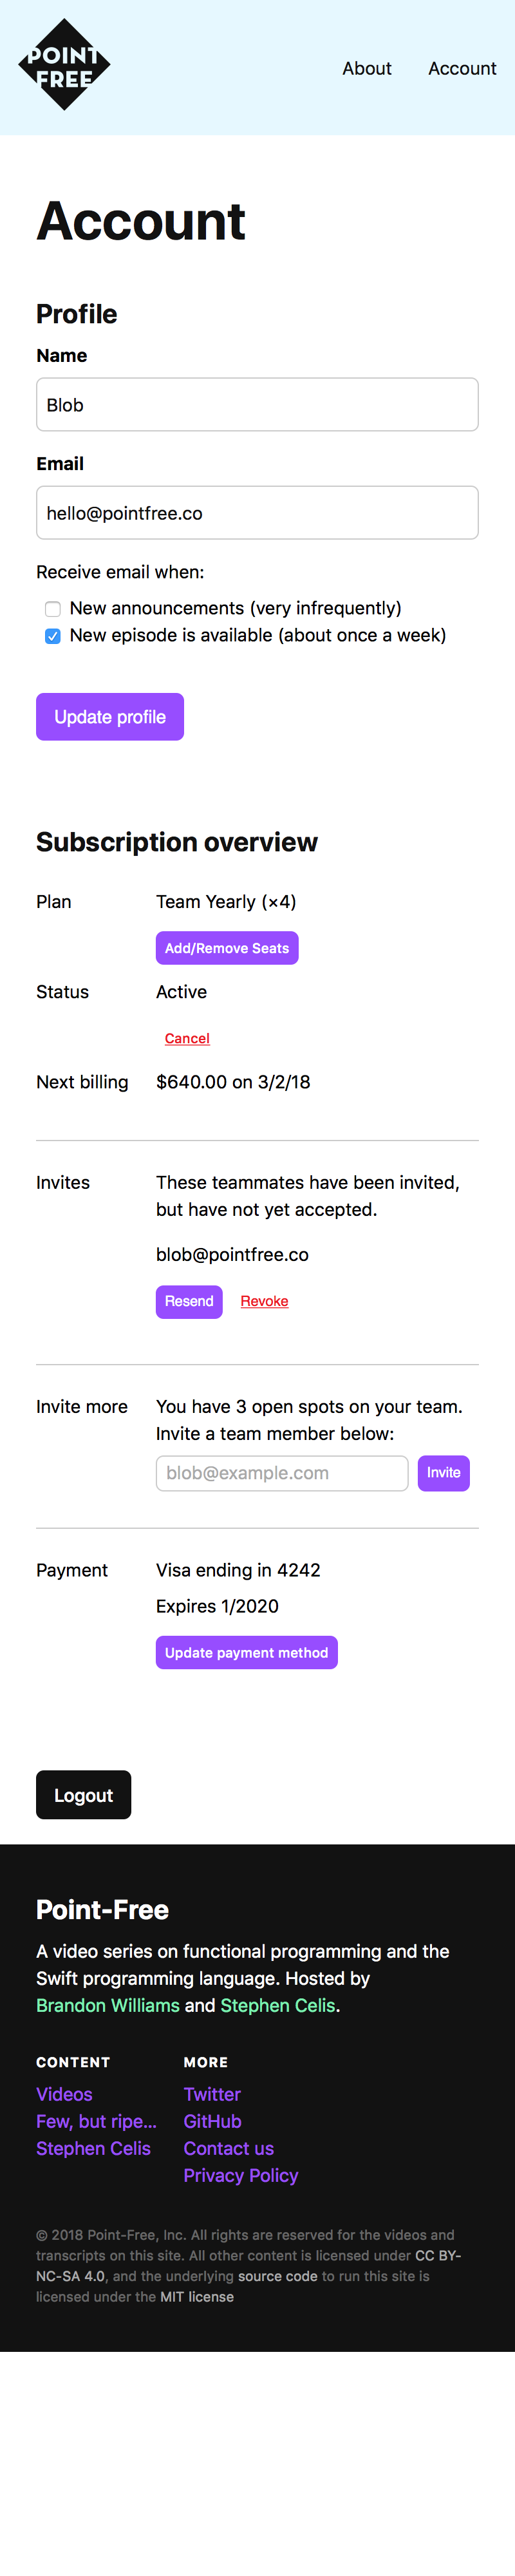 POINT
FREE
About Account
Account
Profile
Name
Blob
Email
hello@pointfree.co
Receive email when:
New announcements (very infrequently)
New episode is available (about once a week)
Update profile
Subscription overview
Plan Team Yearly (×4)
Add/Remove Seats
Status Active
Cancel
Next billing $640.00 on 3/2/18
Invites These teammates have been invited,
but have not yet accepted.
blob@pointfree.co
Resend Revoke
Invite more You have 3 open spots on your team.
Invite a team member below:
blob@example.com Invite
Payment Visa ending in 4242
Expires 1/2020
Update payment method
Logout
Point-Free
A video series on functional programming and the
Swift programming language. Hosted by
Brandon Williams and Stephen Celis.
CONTENT MORE
Videos Twitter
Few, but ripe... GitHub
Stephen Celis Contact us
Privacy Policy
© 2018 Point-Free, Inc. All rights are reserved for the videos and
transcripts on this site. All other content is licensed under CC BY-
NC-SA 4.0, and the underlying source code to run this site is
licensed under the MIT license